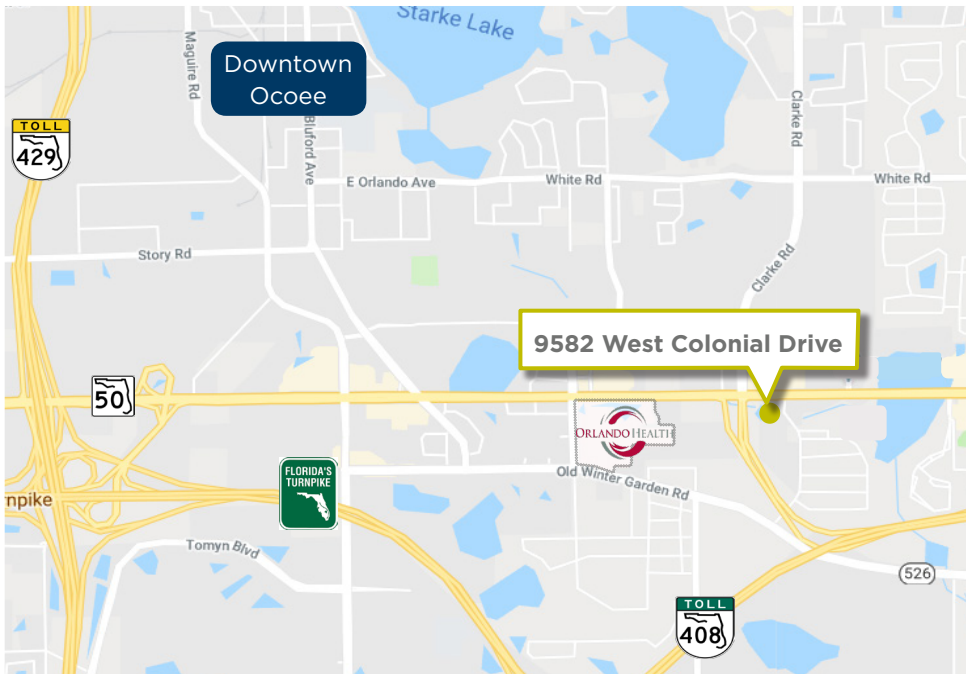 Starke Lake
Maguire Rd
Downtown
Ocoee
Clarke Rd
TOLL
429
Bluford Ave
E Orlando Ave
White Rd
White Rd
Story Rd
Clarke Rd
9582 West Colonial Drive
50
ORLANDO HEALTH
FLORIDA'S
TURNPIKE
Old Winter Garden Rd
rnpike
Tomyn Blvd
526
TOLL
408